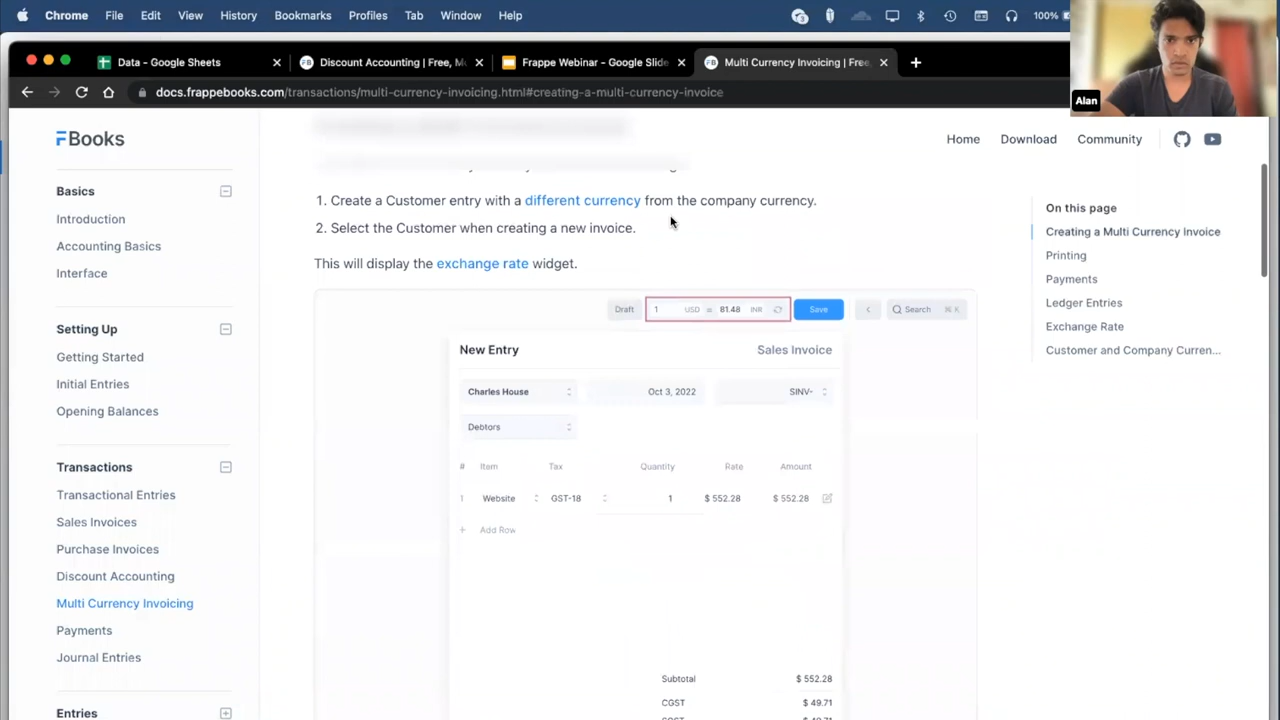 Chrome File Edit View History Bookmarks Profiles Tab Window Help 100%
Data - Google Sheets Discount Accounting | Free, Mu Frappe Webinar - Google Slide Multi Currency Invoicing | Free,
docs.frappebooks.com/transactions/multi-currency-invoicing.html#creating-a-multi-currency-invoice
Alan
FBooks
Home Download Community
Basics
Introduction
Accounting Basics
Interface
Setting Up
Getting Started
Initial Entries
Opening Balances
Transactions
Transactional Entries
Sales Invoices
Purchase Invoices
Discount Accounting
Multi Currency Invoicing
Payments
Journal Entries
Entries
1. Create a Customer entry with a different currency from the company currency.
2. Select the Customer when creating a new invoice.
This will display the exchange rate widget.
Draft 1 USD = 81.48 INR Save Search ⌘ K
New Entry Sales Invoice
Charles House Oct 3, 2022 SINV-
Debtors
# Item Tax Quantity Rate Amount
1 Website GST-18 1 $ 552.28 $ 552.28
+ Add Row
Subtotal $ 552.28
CGST $ 49.71
On this page
Creating a Multi Currency Invoice
Printing
Payments
Ledger Entries
Exchange Rate
Customer and Company Curren...